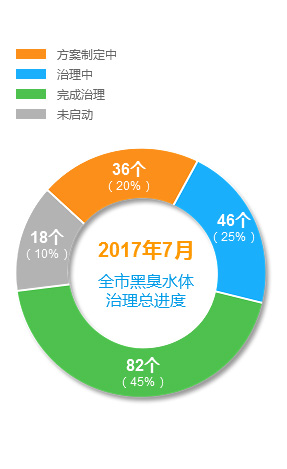 方案制定中
治理中
完成治理
未启动
36个
（20%）
46个
（25%）
18个
（10%）
2017年7月
全市黑臭水体
治理总进度
82个
（45%）